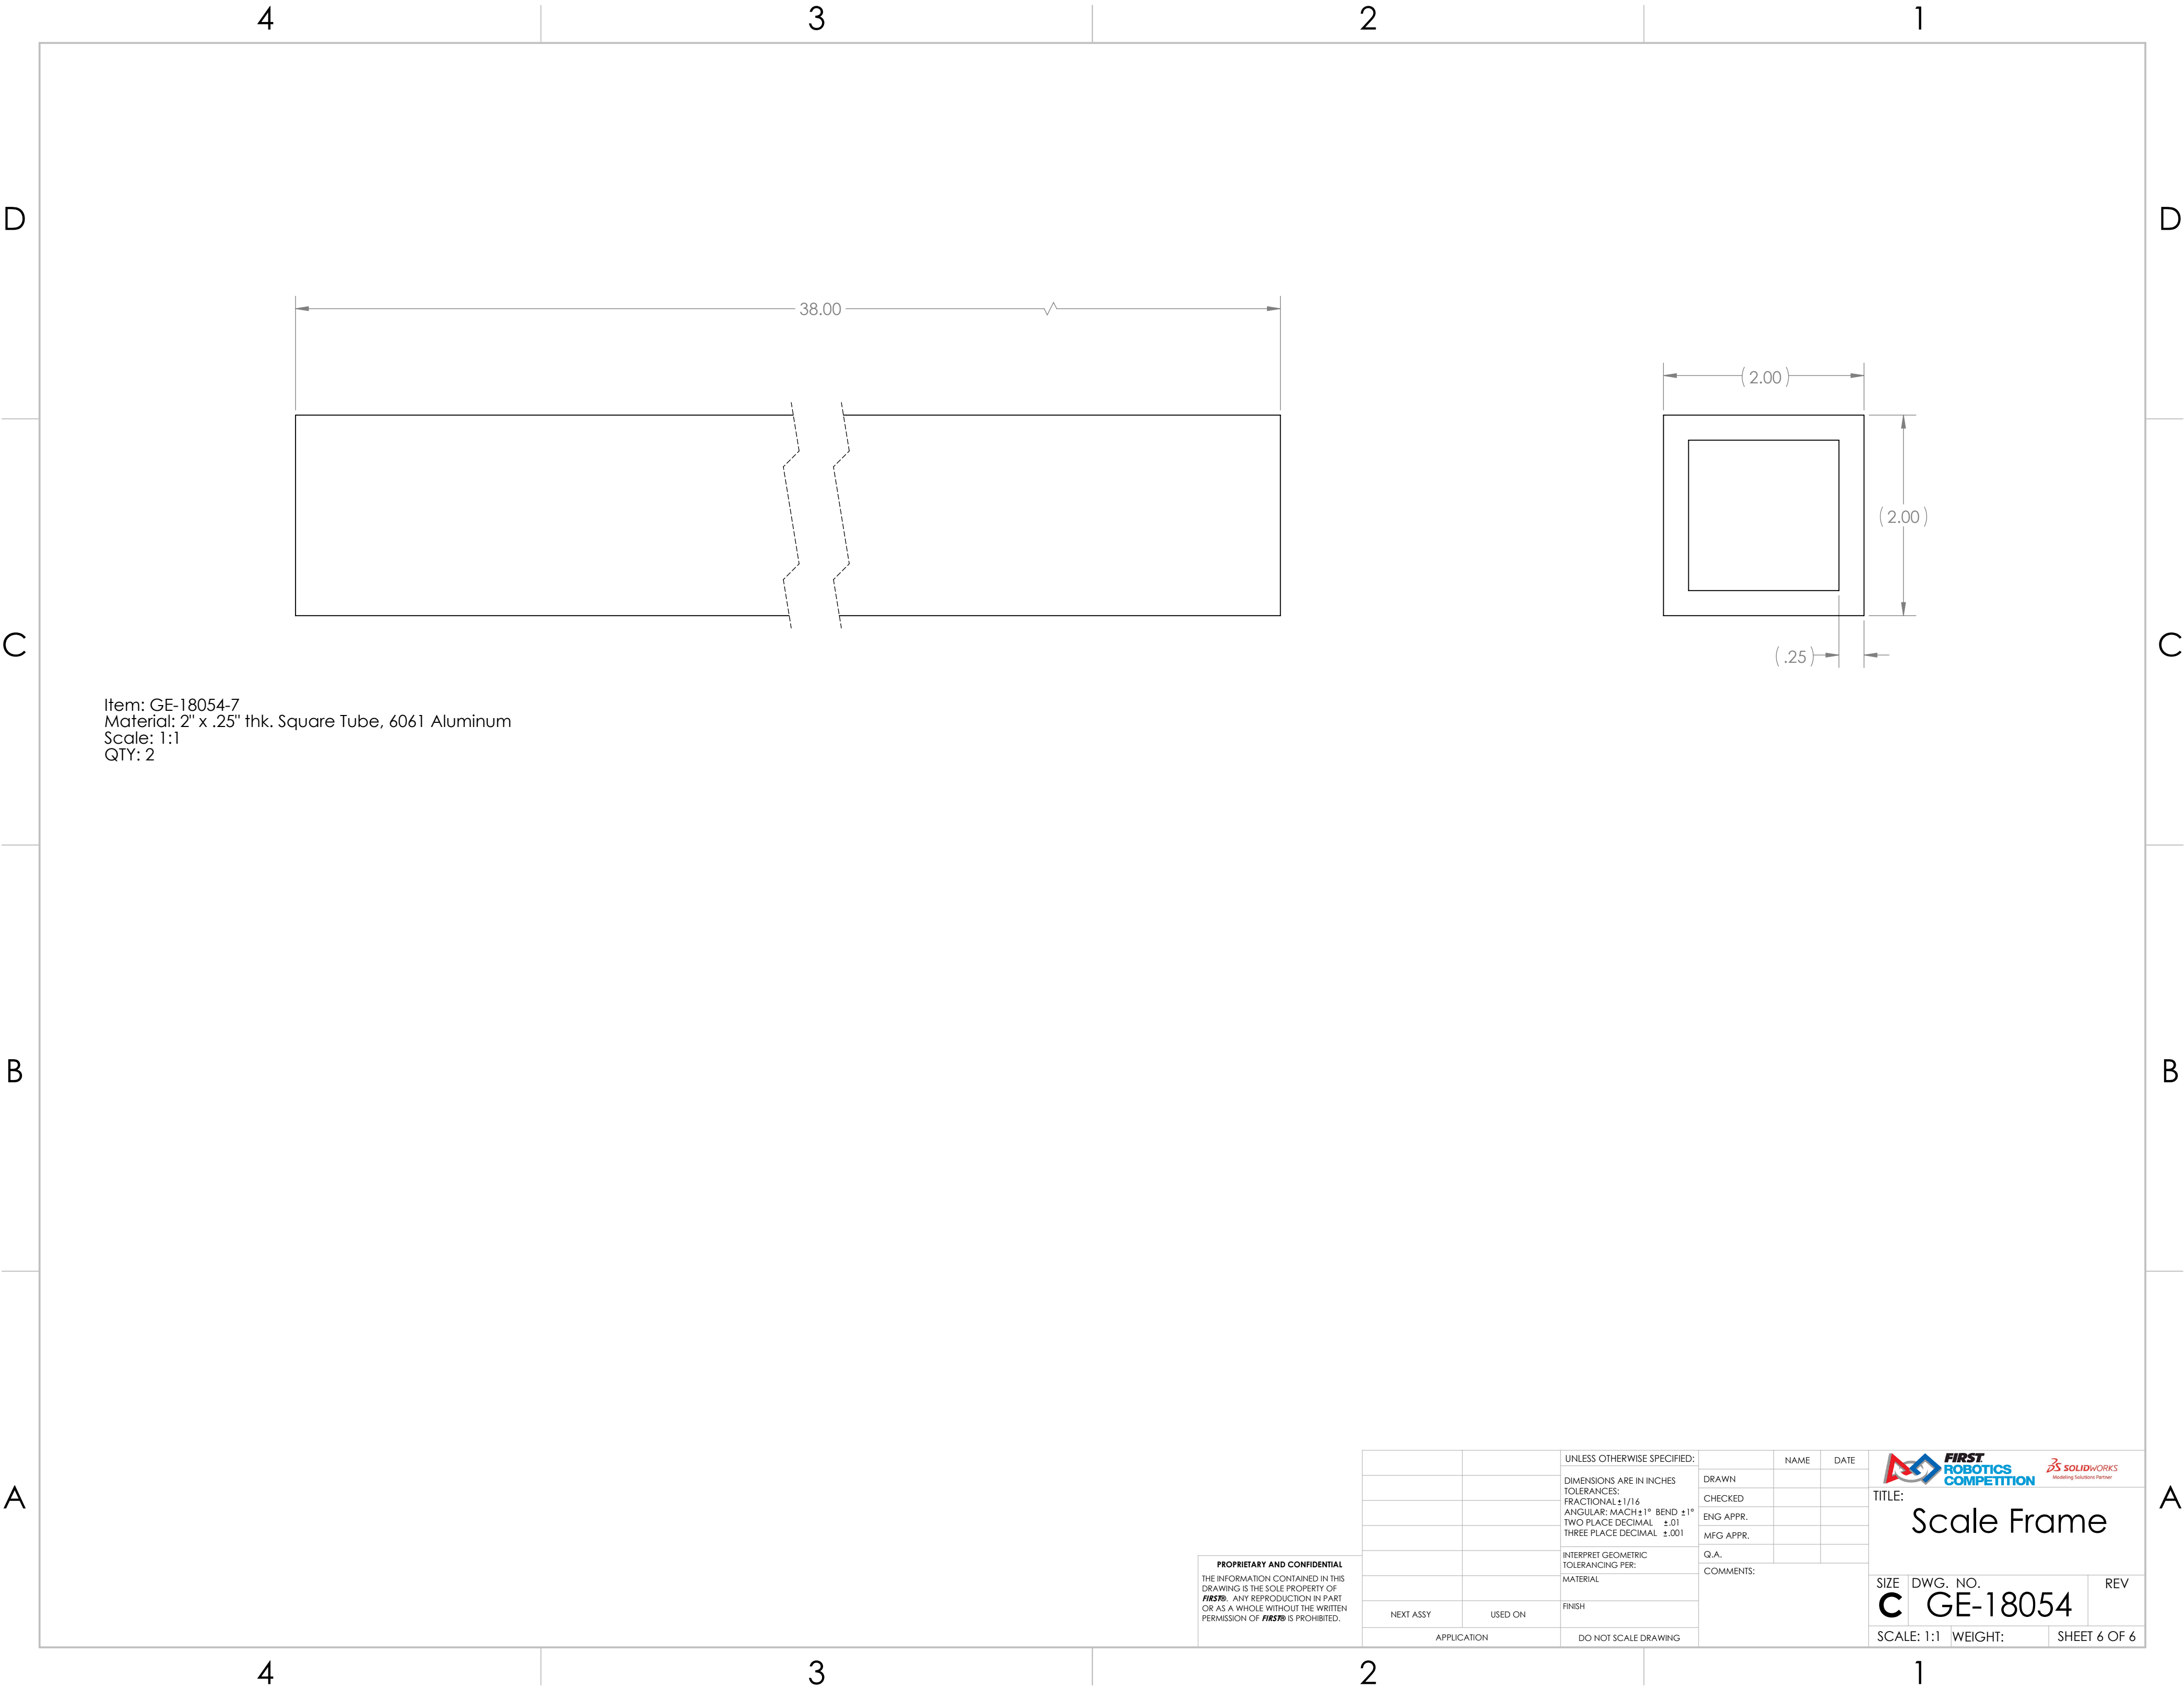 4 3 2 1
D D
38.00
( 2.00 )
( 2.00 )
( .25 )
C C
Item: GE-18054-7
Material: 2" x .25" thk. Square Tube, 6061 Aluminum
Scale: 1:1
QTY: 2
B B
A A
PROPRIETARY AND CONFIDENTIAL
THE INFORMATION CONTAINED IN THIS
DRAWING IS THE SOLE PROPERTY OF
FIRST®. ANY REPRODUCTION IN PART
OR AS A WHOLE WITHOUT THE WRITTEN
PERMISSION OF FIRST® IS PROHIBITED.
NEXT ASSY USED ON
APPLICATION
UNLESS OTHERWISE SPECIFIED:
DIMENSIONS ARE IN INCHES
TOLERANCES:
FRACTIONAL ±1/16
ANGULAR: MACH±1° BEND ±1°
TWO PLACE DECIMAL ±.01
THREE PLACE DECIMAL ±.001
INTERPRET GEOMETRIC
TOLERANCING PER:
MATERIAL
FINISH
DO NOT SCALE DRAWING
NAME DATE
DRAWN
CHECKED
ENG APPR.
MFG APPR.
Q.A.
COMMENTS:
FIRST
ROBOTICS
COMPETITION
SOLIDWORKS
Modeling Solutions Partner
TITLE:
Scale Frame
SIZE DWG. NO. REV
C GE-18054
SCALE: 1:1 WEIGHT: SHEET 6 OF 6
4 3 2 1